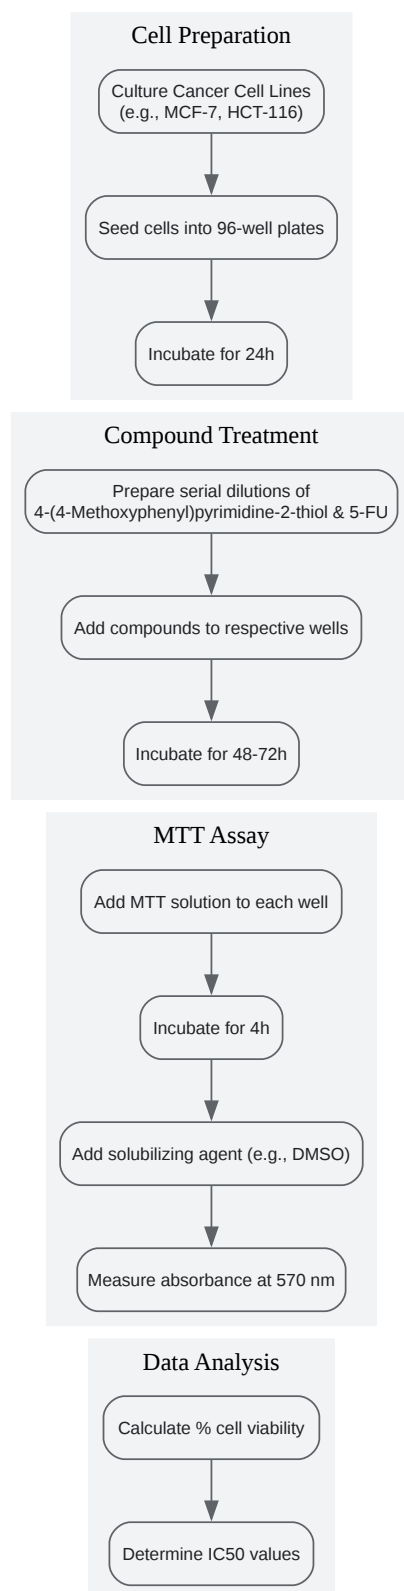 Cell Preparation
Culture Cancer Cell Lines
(e.g., MCF-7, HCT-116)
Seed cells into 96-well plates
Incubate for 24h
Compound Treatment
Prepare serial dilutions of
4-(4-Methoxyphenyl)pyrimidine-2-thiol & 5-FU
Add compounds to respective wells
Incubate for 48-72h
MTT Assay
Add MTT solution to each well
Incubate for 4h
Add solubilizing agent (e.g., DMSO)
Measure absorbance at 570 nm
Data Analysis
Calculate % cell viability
Determine IC50 values